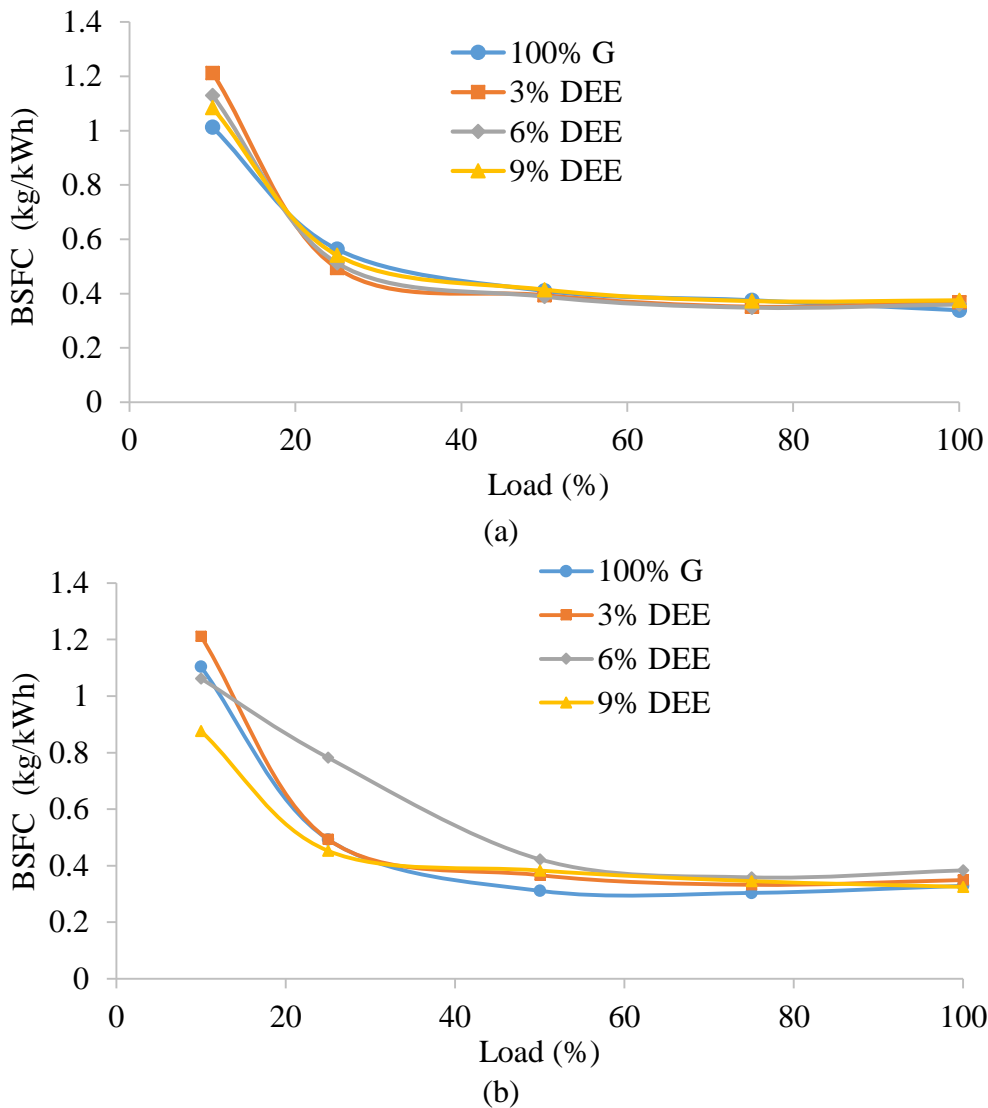 1.4
1.2
1
0.8
0.6
0.4
0.2
0
BSFC (kg/kWh)
100% G
3% DEE
6% DEE
9% DEE
0 20 40 60 80 100
Load (%)
(a)
1.4
1.2
1
0.8
0.6
0.4
0.2
0
BSFC (kg/kWh)
100% G
3% DEE
6% DEE
9% DEE
0 20 40 60 80 100
Load (%)
(b)